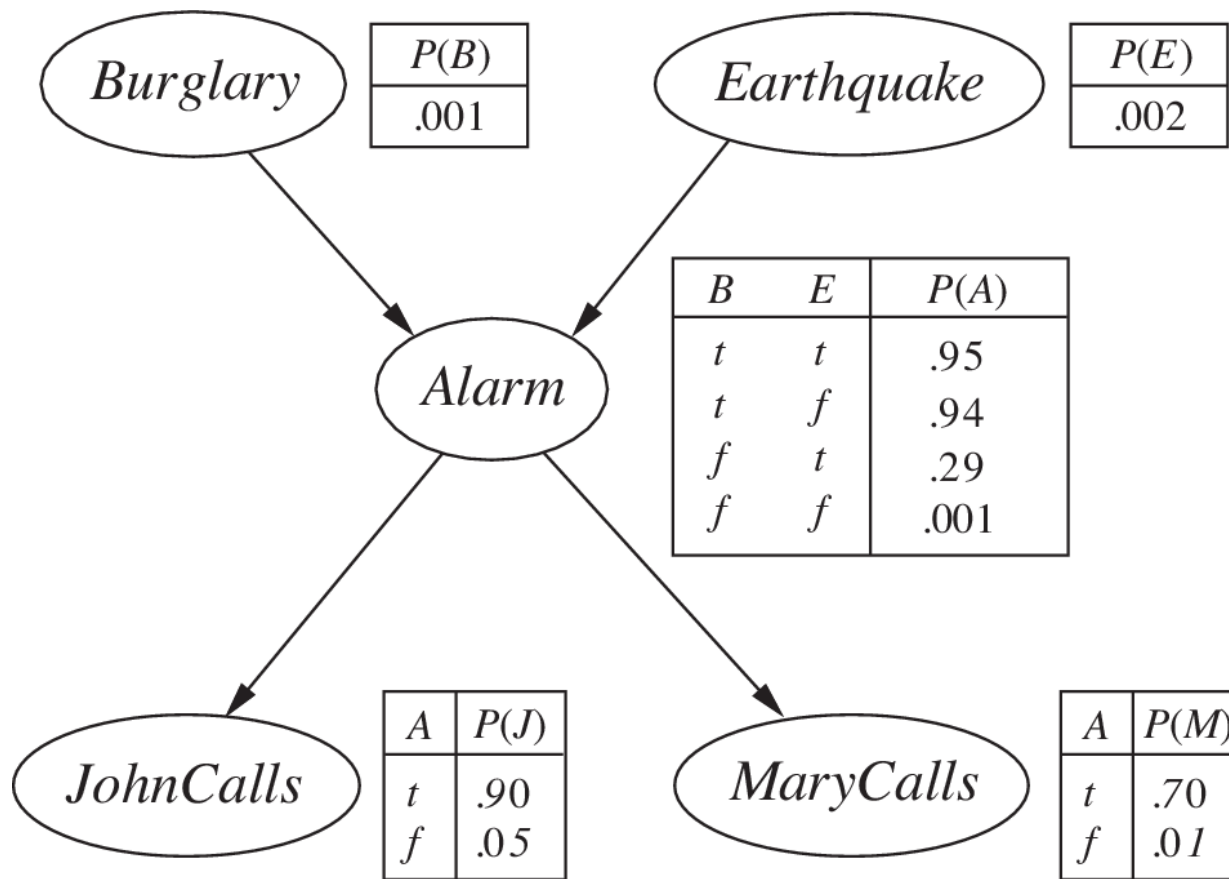 Burglary
P(B)
.001
Earthquake
P(E)
.002
Alarm
B E P(A)
t t .95
t f .94
f t .29
f f .001
JohnCalls
A P(J)
t .90
f .05
MaryCalls
A P(M)
t .70
f .01